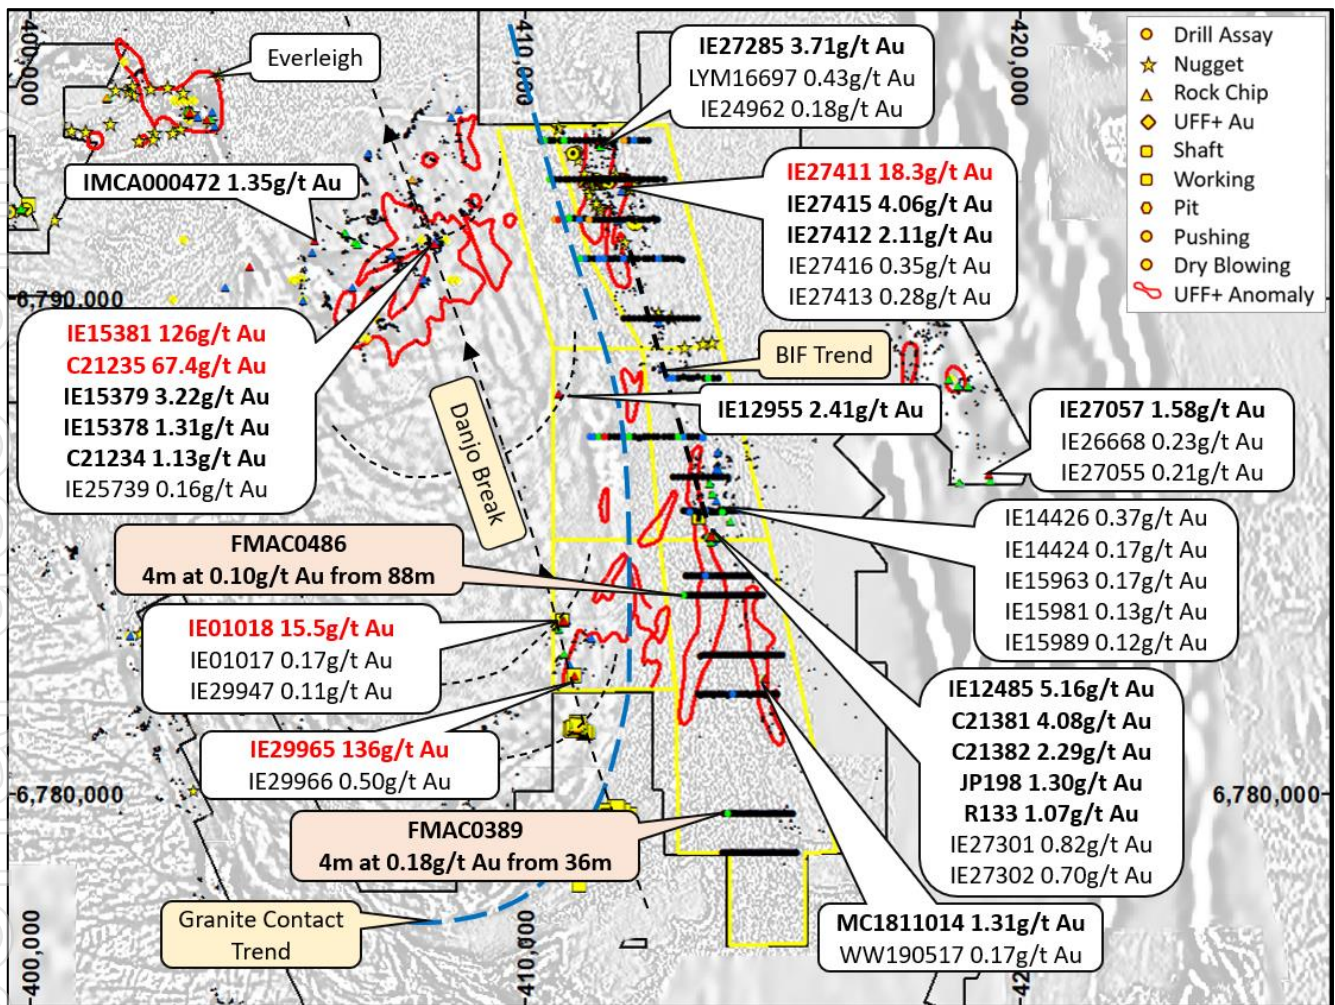 400,000
410,000
420,000
Everleigh
IE27285 3.71g/t Au
LYM16697 0.43g/t Au
IE24962 0.18g/t Au
Drill Assay
Nugget
Rock Chip
UFF+ Au
Shaft
Working
Pit
Pushing
Dry Blowing
UFF+ Anomaly
IMCA000472 1.35g/t Au
IE27411 18.3g/t Au
IE27415 4.06g/t Au
IE27412 2.11g/t Au
IE27416 0.35g/t Au
IE27413 0.28g/t Au
6,790,000
IE15381 126g/t Au
C21235 67.4g/t Au
IE15379 3.22g/t Au
IE15378 1.31g/t Au
C21234 1.13g/t Au
IE25739 0.16g/t Au
BIF Trend
Danjo Break
IE12955 2.41g/t Au
IE27057 1.58g/t Au
IE26668 0.23g/t Au
IE27055 0.21g/t Au
FMAC0486
4m at 0.10g/t Au from 88m
IE14426 0.37g/t Au
IE14424 0.17g/t Au
IE15963 0.17g/t Au
IE15981 0.13g/t Au
IE15989 0.12g/t Au
IE01018 15.5g/t Au
IE01017 0.17g/t Au
IE29947 0.11g/t Au
IE12485 5.16g/t Au
C21381 4.08g/t Au
C21382 2.29g/t Au
JP198 1.30g/t Au
R133 1.07g/t Au
IE27301 0.82g/t Au
IE27302 0.70g/t Au
IE29965 136g/t Au
IE29966 0.50g/t Au
6,780,000
6,780,000
FMAC0389
4m at 0.18g/t Au from 36m
Granite Contact
Trend
MC1811014 1.31g/t Au
WW190517 0.17g/t Au
400,000
410,000